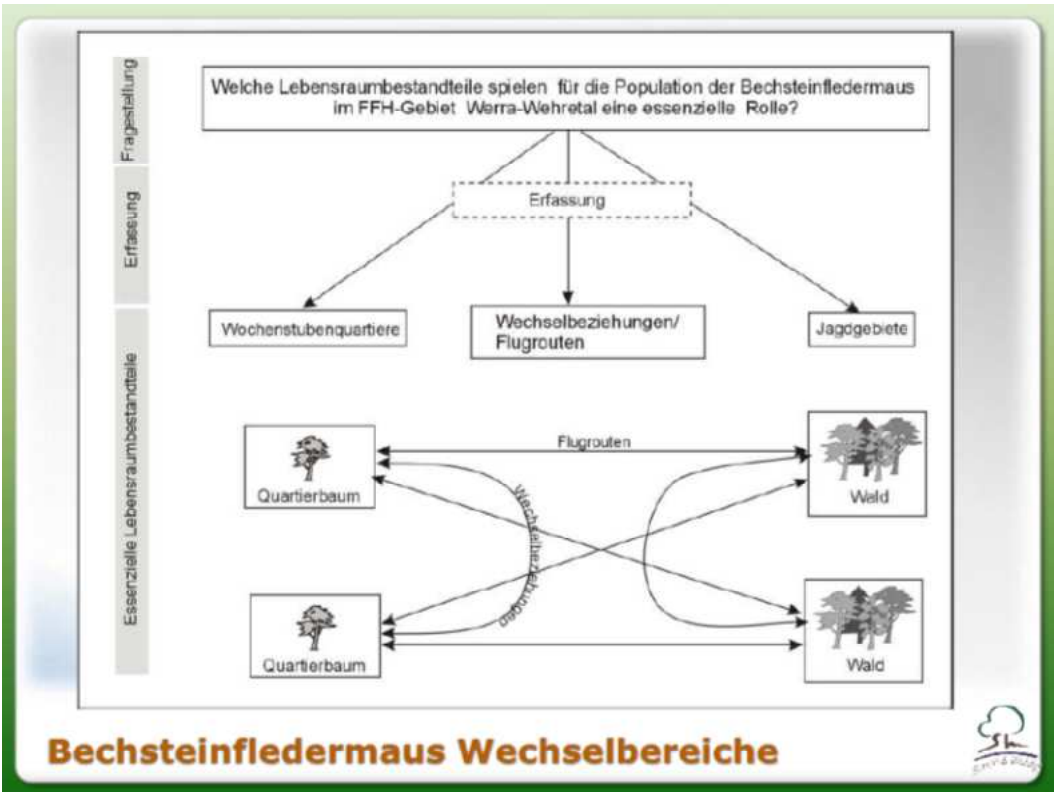 Fragestellung
Welche Lebensraumbestandteile spielen für die Population der Bechsteinfledermaus
im FFH-Gebiet Werra-Wehretal eine essenzielle Rolle?
Erfassung
Erfassung
Wochenstubenquartiere
Wechselbeziehungen/
Flugrouten
Jagdgebiete
Essenzielle Lebensraumbestandteile
Quartierbaum
Flugrouten
Wald
Wechselbeziehungen
Quartierbaum
Wald
Bechsteinfledermaus Wechselbereiche